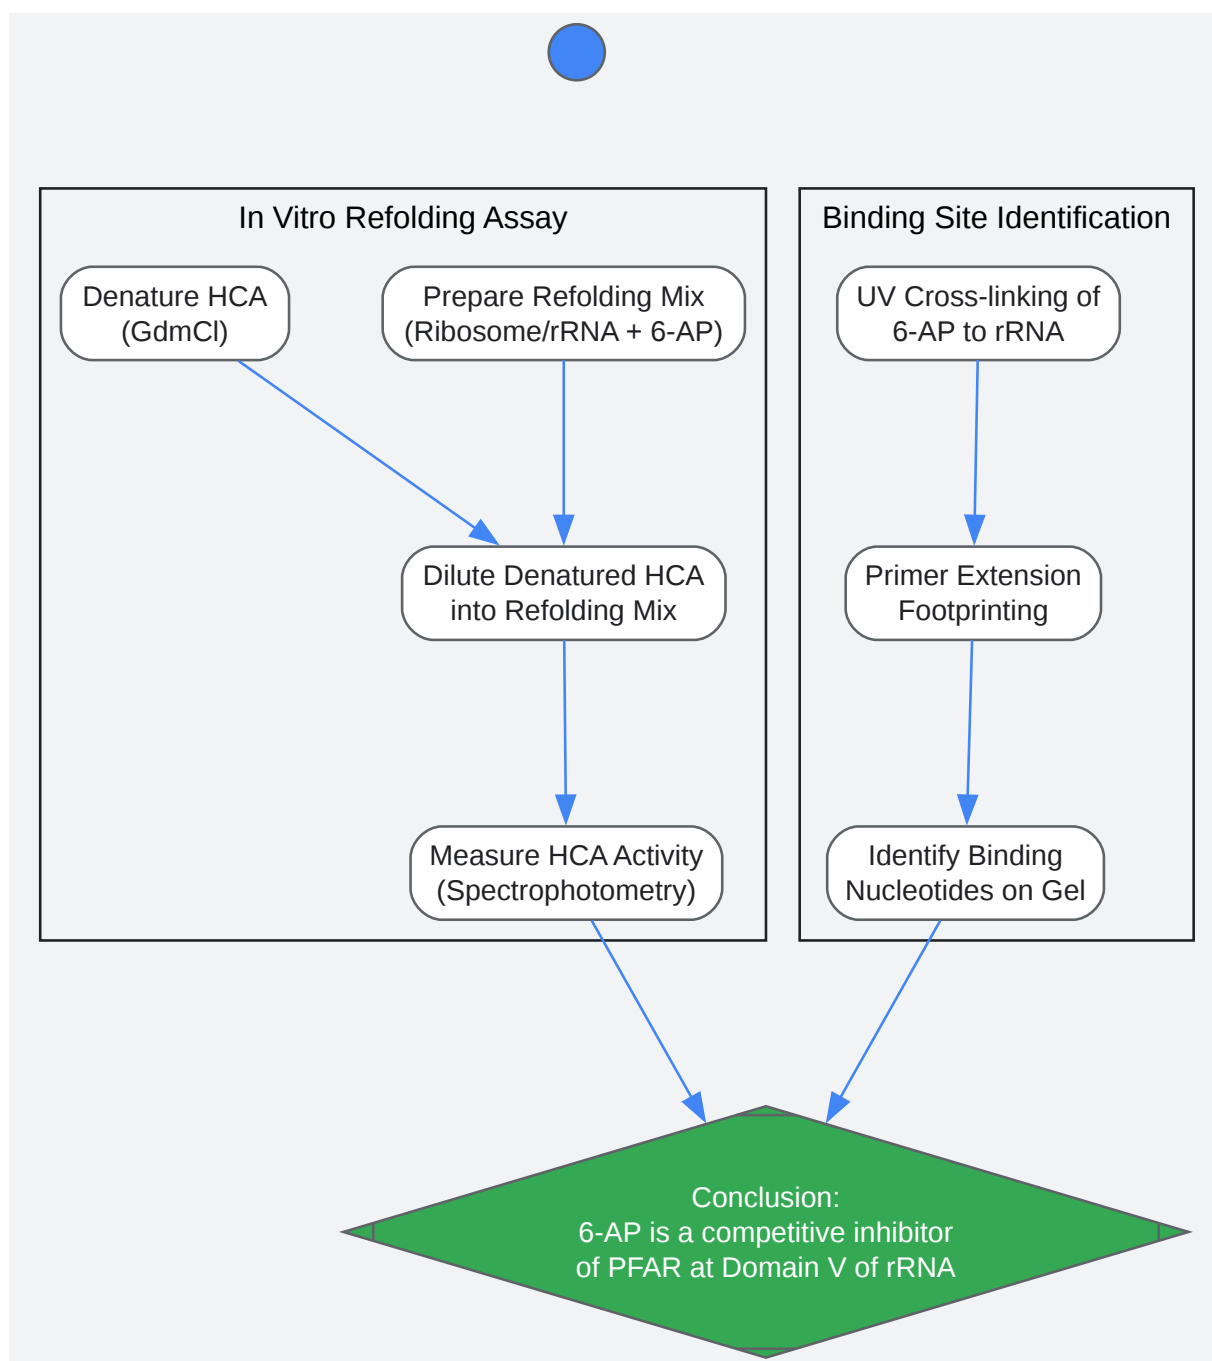 In Vitro Refolding Assay
Denature HCA
(GdmCl)
Prepare Refolding Mix
(Ribosome/rRNA + 6-AP)
Dilute Denatured HCA
into Refolding Mix
Measure HCA Activity
(Spectrophotometry)
Binding Site Identification
UV Cross-linking of
6-AP to rRNA
Primer Extension
Footprinting
Identify Binding
Nucleotides on Gel
Conclusion:
6-AP is a competitive inhibitor
of PFAR at Domain V of rRNA